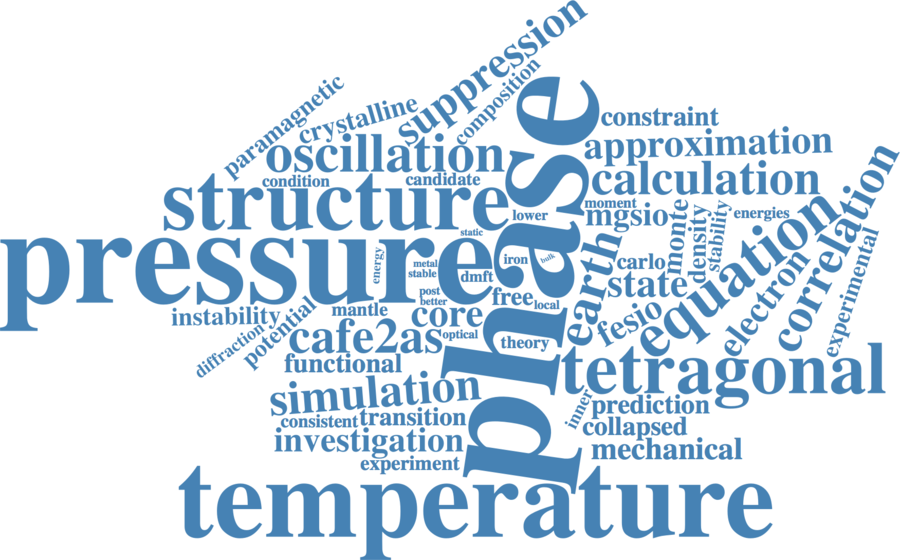 suppression
composition
paramagnetic
crystalline
oscillation
condition
candidate
constraint
approximation
calculation
structure
lower
moment
mgsio
monte
density
stability
energies
correlation
phase
pressure
static
energy
metal
stable
dmft
iron
bulk
earth
carlo
state
equation
electron
experimental
post
better
free
local
mantle
core
instability
potential
diffraction
cafe2as
optical
theory
fesio
functional
tetragonal
simulation
consistent
transition
inner
prediction
collapsed
investigation
mechanical
experiment
temperature